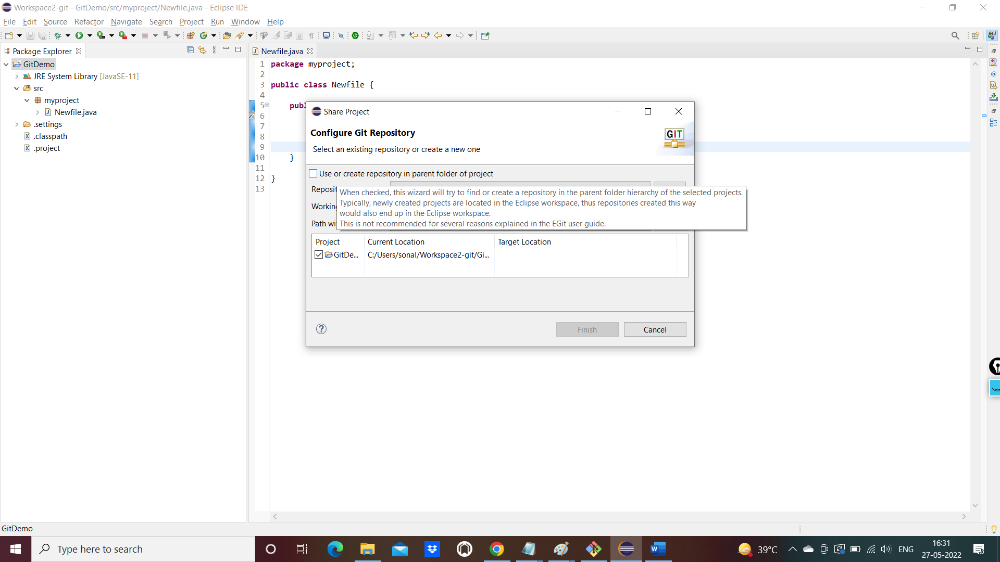 Workspace2-git - GitDemo/src/myproject/Newfile.java - Eclipse IDE
File Edit Source Refactor Navigate Search Project Run Window Help
Package Explorer
Newfile.java
GitDemo
JRE System Library [JavaSE-11]
src
myproject
Newfile.java
.settings
.classpath
.project
1 package myproject;
2
3 public class Newfile {
4
5 publ
6
7
8
9
10 }
11
12 }
13
Share Project
Configure Git Repository
Select an existing repository or create a new one
GIT
Use or create repository in parent folder of project
Reposit
When checked, this wizard will try to find or create a repository in the parent folder hierarchy of the selected projects.
Typically, newly created projects are located in the Eclipse workspace, thus repositories created this way
would also end up in the Eclipse workspace.
This is not recommended for several reasons explained in the EGit user guide.
Working
Path wi
Project Current Location Target Location
GitDe... C:/Users/sonal/Workspace2-git/Gi...
Finish Cancel
GitDemo
Type here to search
39°C
ENG
16:31
27-05-2022